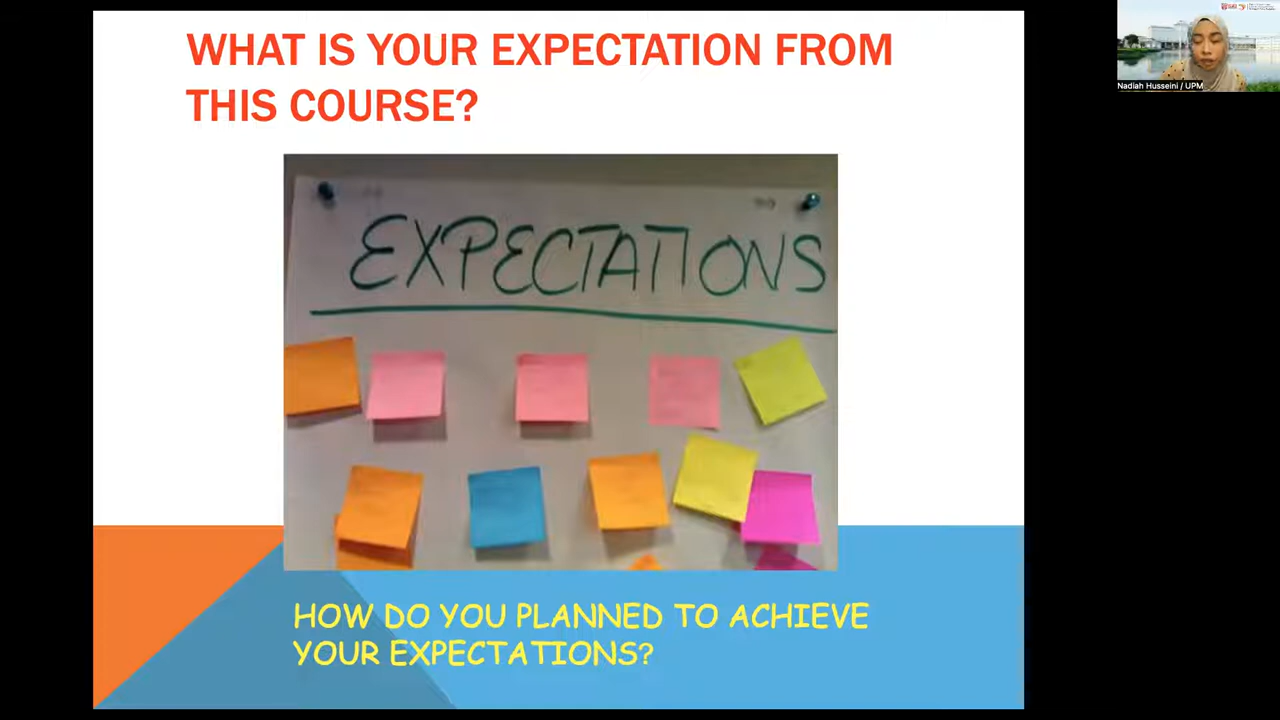 WHAT IS YOUR EXPECTATION FROM
THIS COURSE?
EXPECTATIONS
HOW DO YOU PLANNED TO ACHIEVE
YOUR EXPECTATIONS?
Nadiah Husseini / UPM